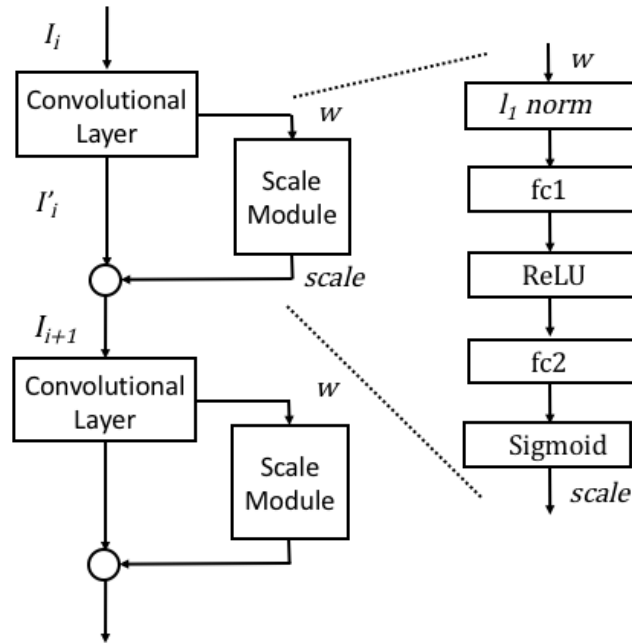 I_i
Convolutional
Layer
w
I'_i
Scale
Module
scale
I_{i+1}
Convolutional
Layer
w
Scale
Module
w
l_1 norm
fc1
ReLU
fc2
Sigmoid
scale